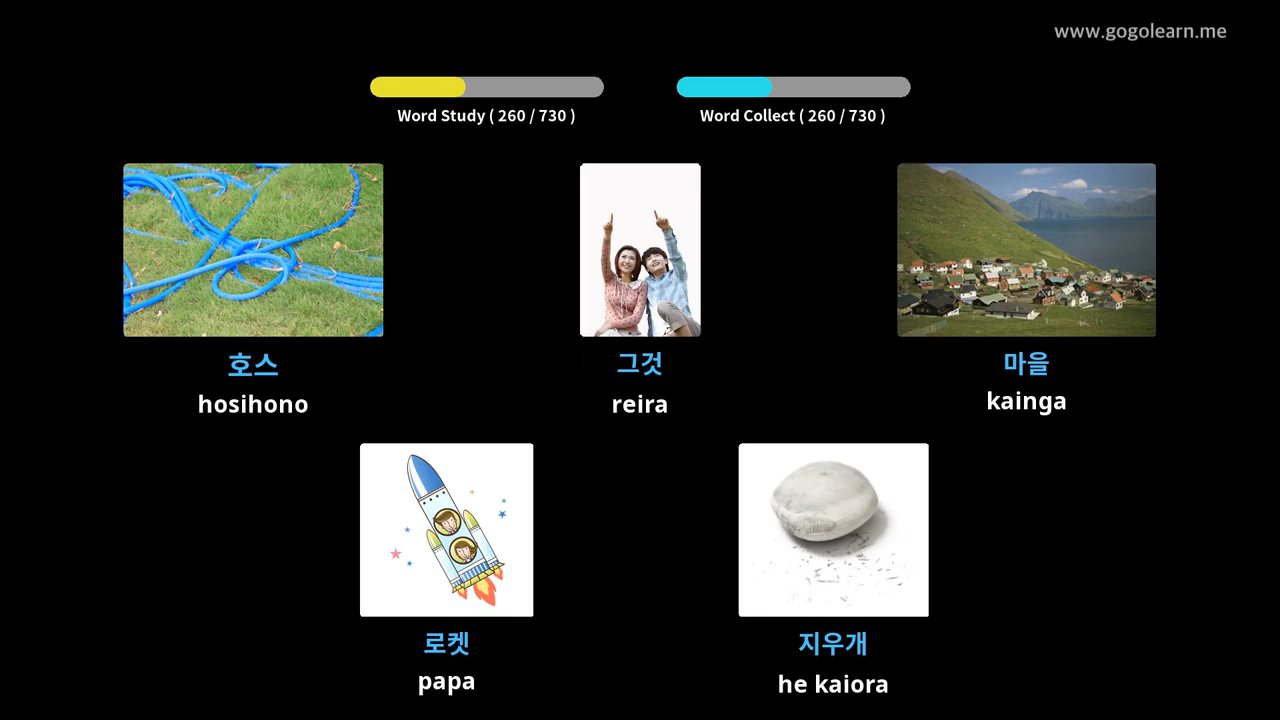 www.gogolearn.me
Word Study ( 260 / 730 )
Word Collect ( 260 / 730 )
호스
hosihono
그것
reira
마을
kainga
로켓
papa
지우개
he kaiora